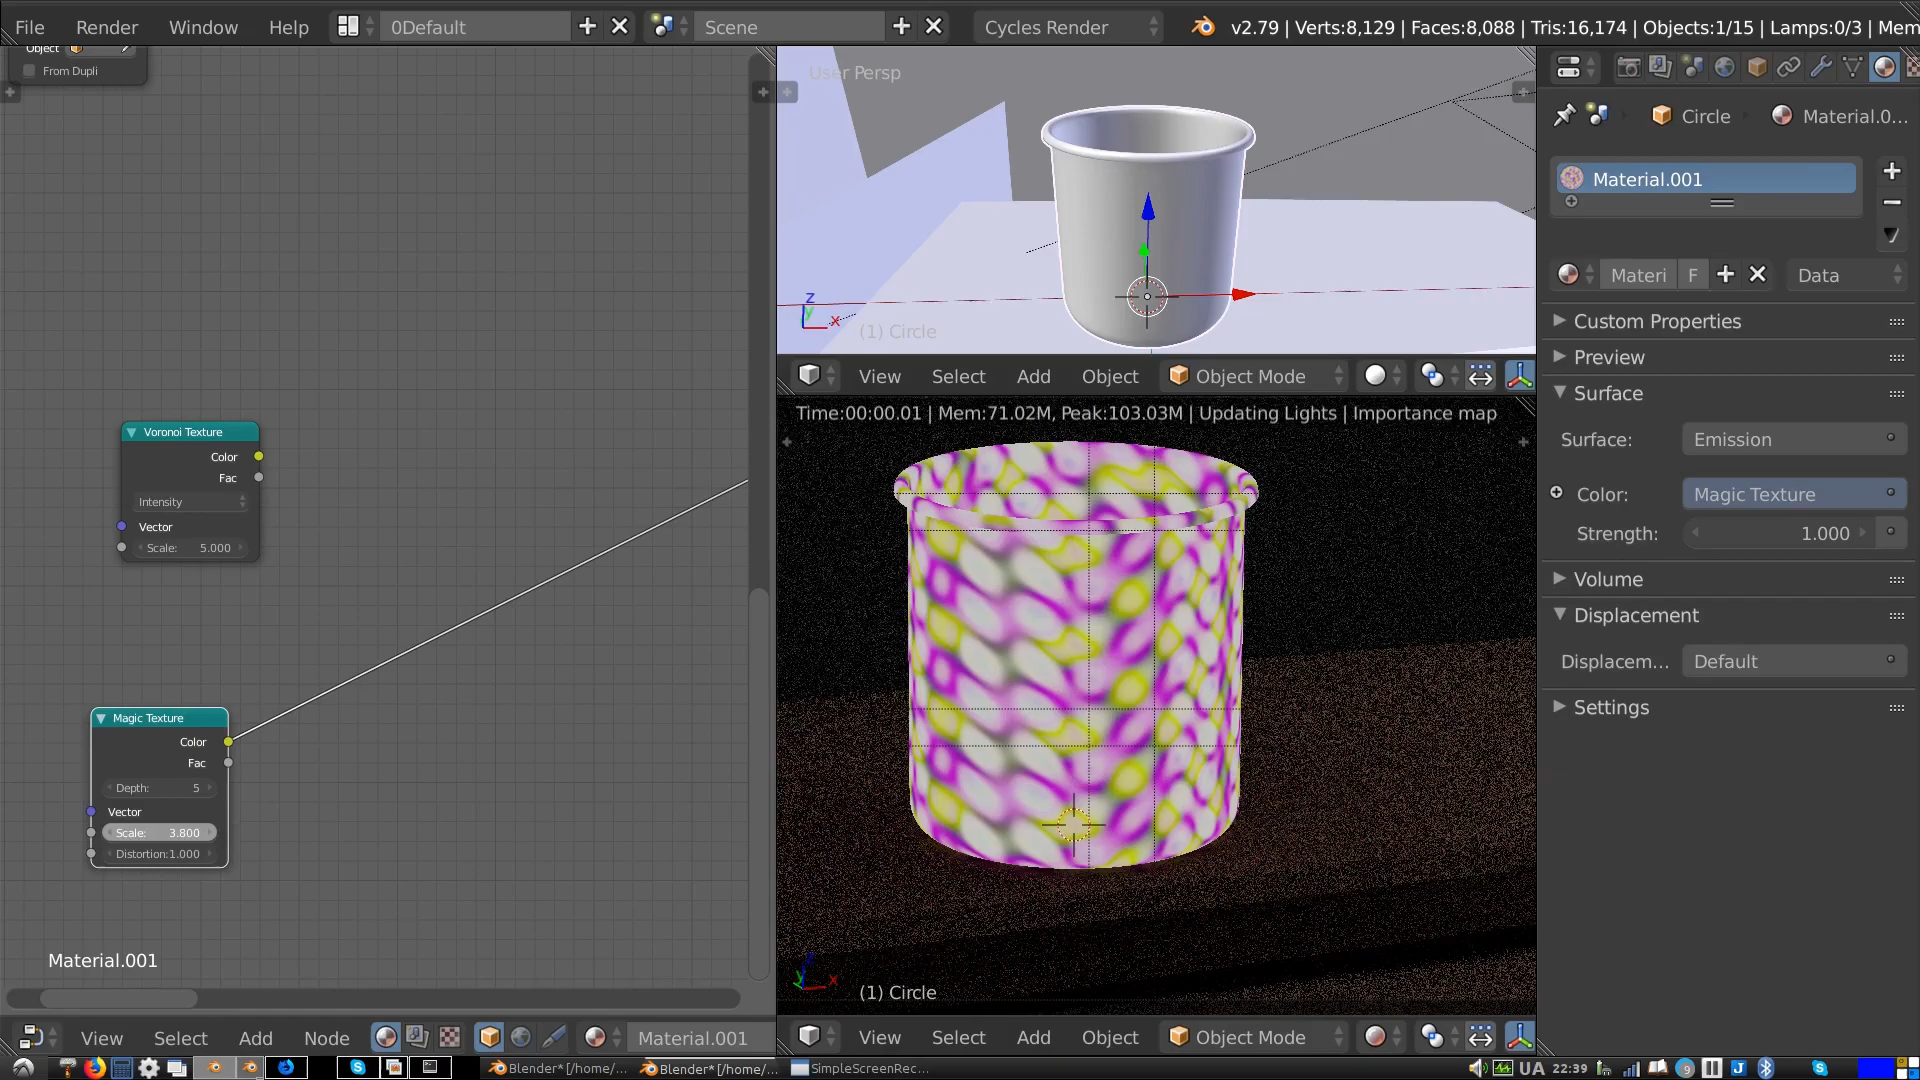 File Render Window Help 0Default Scene Cycles Render v2.79 | Verts:8,129 | Faces:8,088 | Tris:16,174 | Objects:1/15 | Lamps:0/3 | Mem
Object
From Dupli
Voronoi Texture
Color
Fac
Intensity
Vector
Scale: 5.000
Magic Texture
Color
Fac
Depth: 5
Vector
Scale: 3.800
Distortion:1.000
Material.001
View Select Add Node Material.001
User Persp
z
y
x
(1) Circle
View Select Add Object Object Mode
Time:00:00.01 | Mem:71.02M, Peak:103.03M | Updating Lights | Importance map
z
y
x
(1) Circle
View Select Add Object Object Mode
Circle Material.0...
Material.001
Materi F Data
Custom Properties
Preview
Surface
Surface: Emission
Color: Magic Texture
Strength: 1.000
Volume
Displacement
Displacem... Default
Settings
Blender*[/home/... Blender*[/home/... SimpleScreenRec... UA 22:39 9